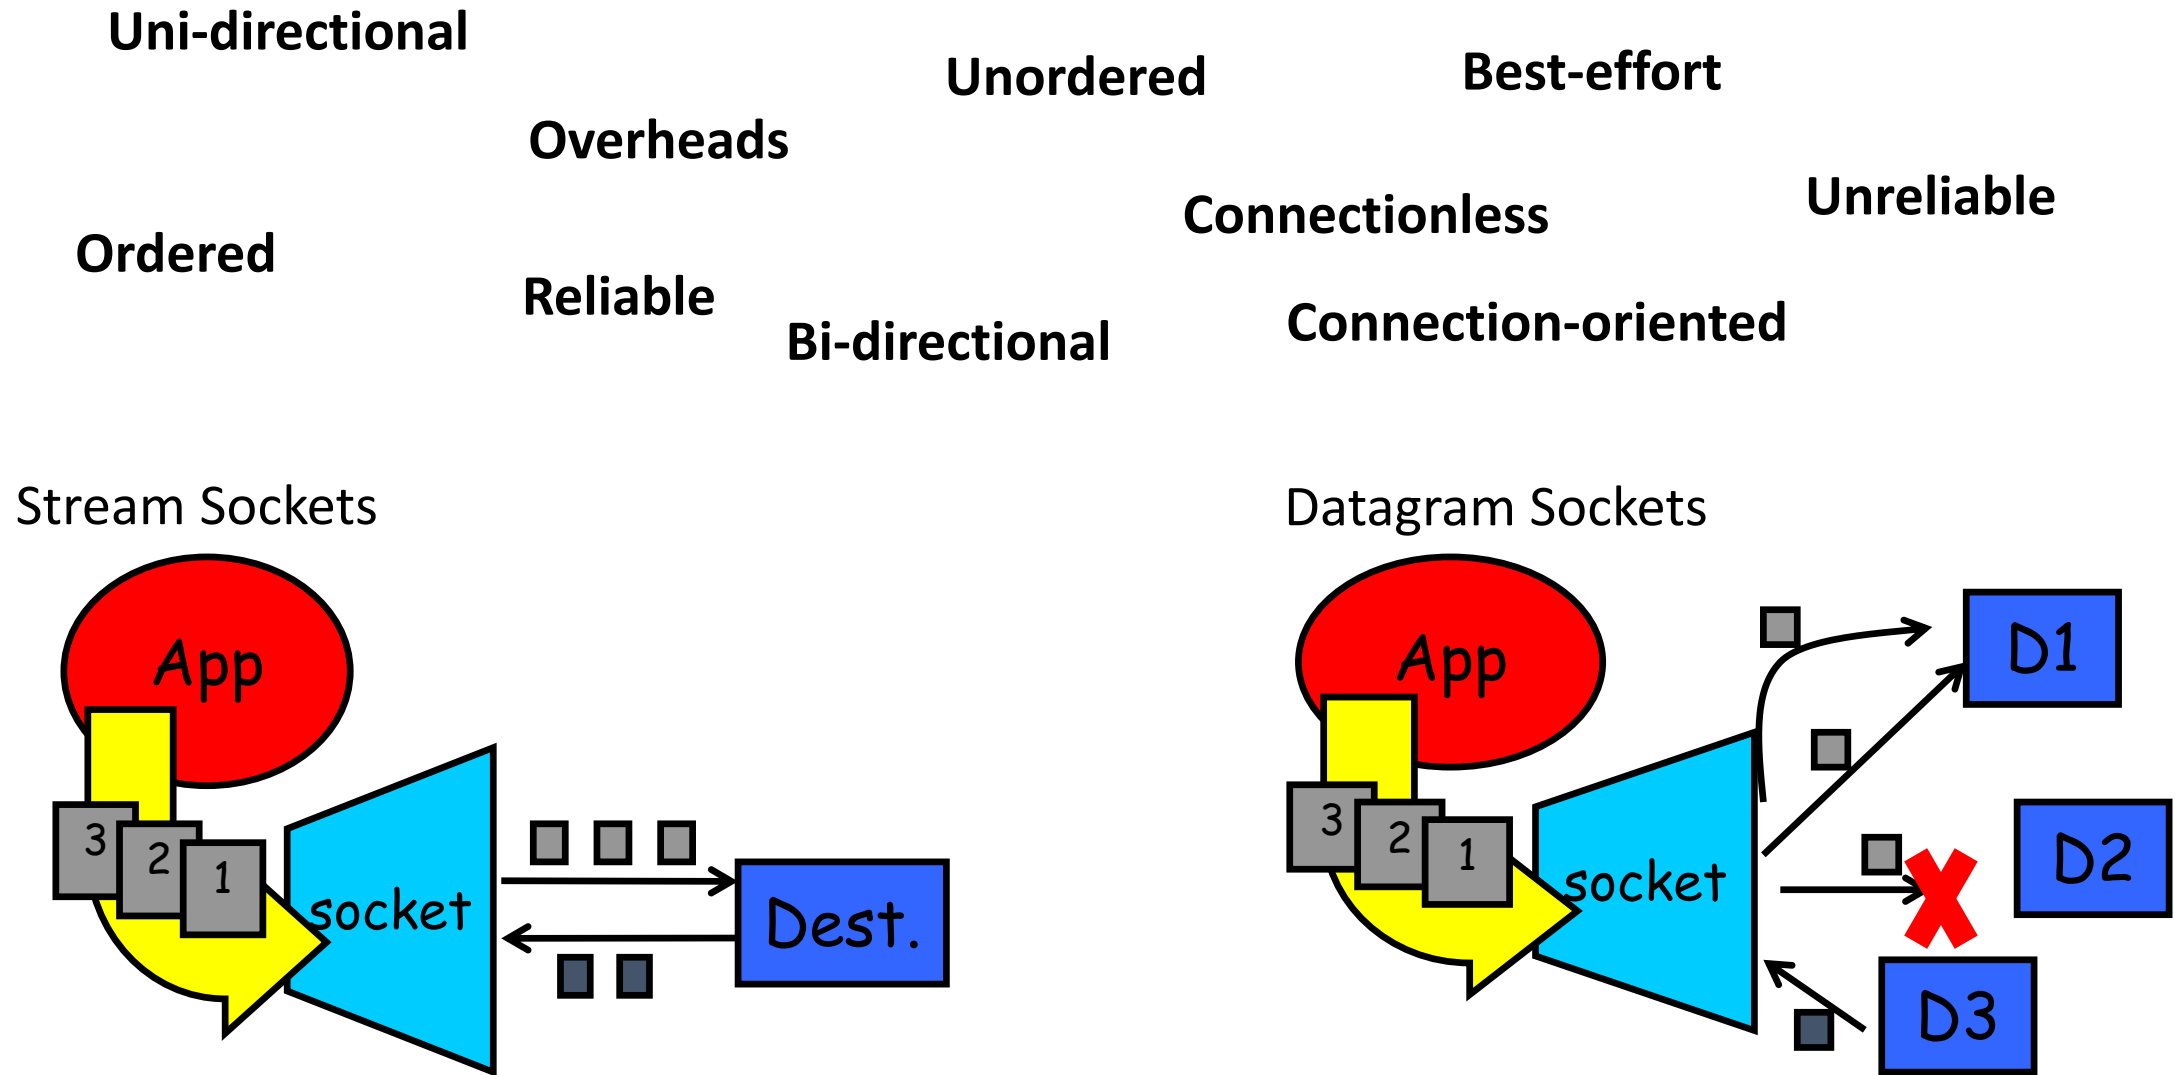 Uni-directional
Unordered
Best-effort
Overheads
Unreliable
Connectionless
Ordered
Reliable
Connection-oriented
Bi-directional
Stream Sockets
App
3
2
1
socket
Dest.
Datagram Sockets
App
3
2
1
socket
D1
D2
D3